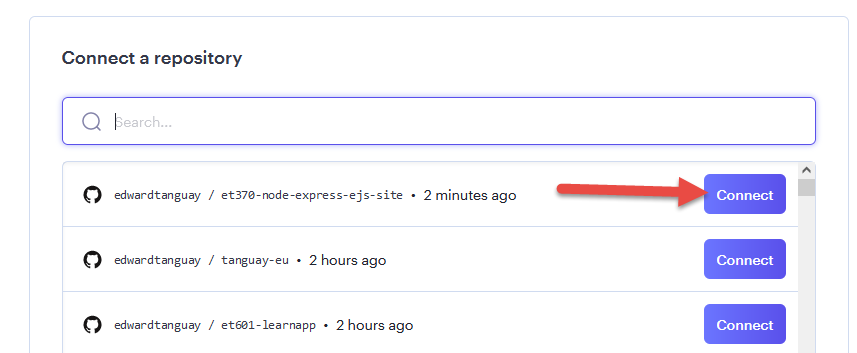 Connect a repository
Search...
edwardtanguay / et370-node-express-ejs-site • 2 minutes ago Connect
edwardtanguay / tanguay-eu • 2 hours ago Connect
edwardtanguay / et601-learnapp • 2 hours ago Connect